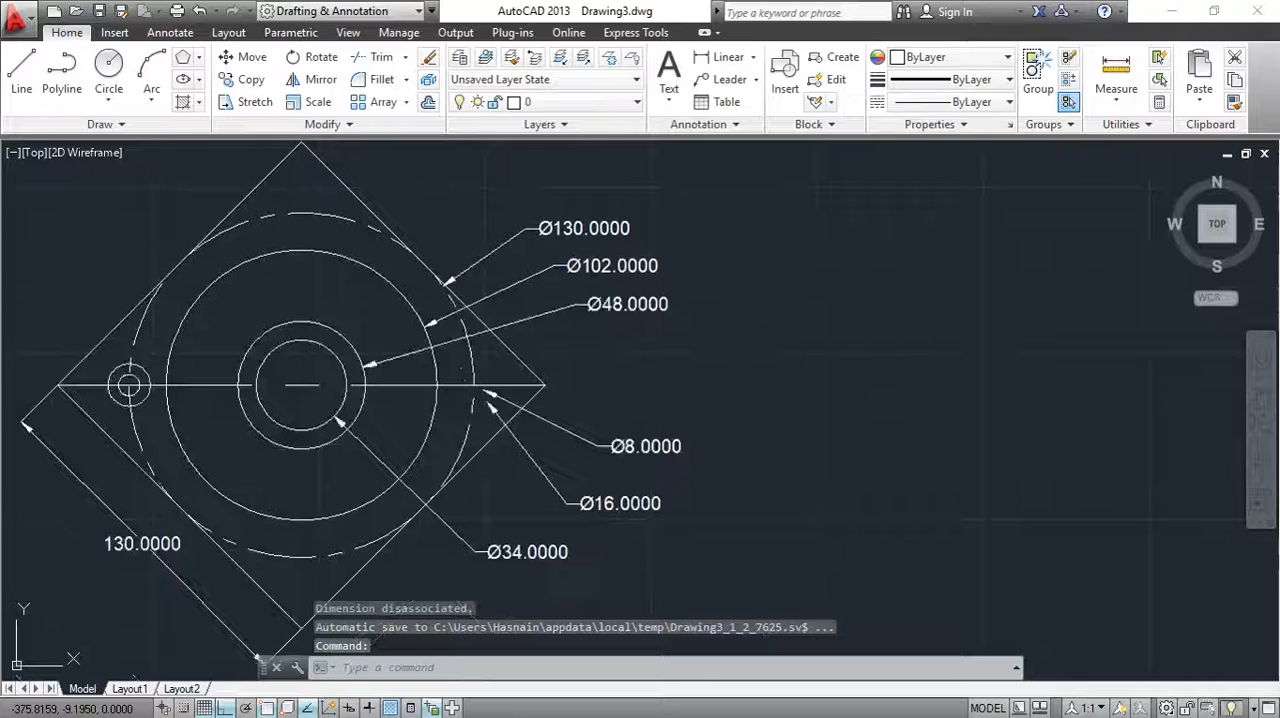 Drafting & Annotation
AutoCAD 2013 Drawing3.dwg
Type a keyword or phrase
Sign In
Home Insert Annotate Layout Parametric View Manage Output Plug-ins Online Express Tools
Line
Polyline
Circle
Arc
Draw
Move
Copy
Stretch
Rotate
Mirror
Scale
Trim
Fillet
Array
Modify
Unsaved Layer State
0
Layers
Text
Linear
Leader
Table
Annotation
Insert
Create
Edit
Block
ByLayer
ByLayer
ByLayer
Properties
Group
Groups
Measure
Utilities
Paste
Clipboard
[−][Top][2D Wireframe]
N
W TOP E
S
WCS
Ø130.0000
Ø102.0000
Ø48.0000
Ø8.0000
Ø16.0000
Ø34.0000
130.0000
Y
X
Dimension disassociated.
Automatic save to C:\Users\Hasnain\appdata\local\temp\Drawing3_1_2_7625.sv$ ...
Command:
Type a command
Model Layout1 Layout2
-375.8159, -9.1950, 0.0000
MODEL
1:1